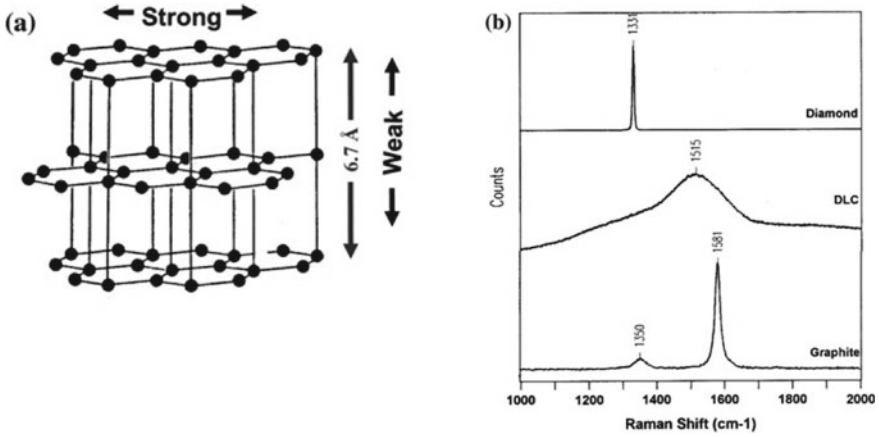 (a)
Strong
6.7 Å
Weak
(b)
1331
Diamond
1515
DLC
1581
1350
Graphite
Counts
1000 1200 1400 1600 1800 2000
Raman Shift (cm-1)